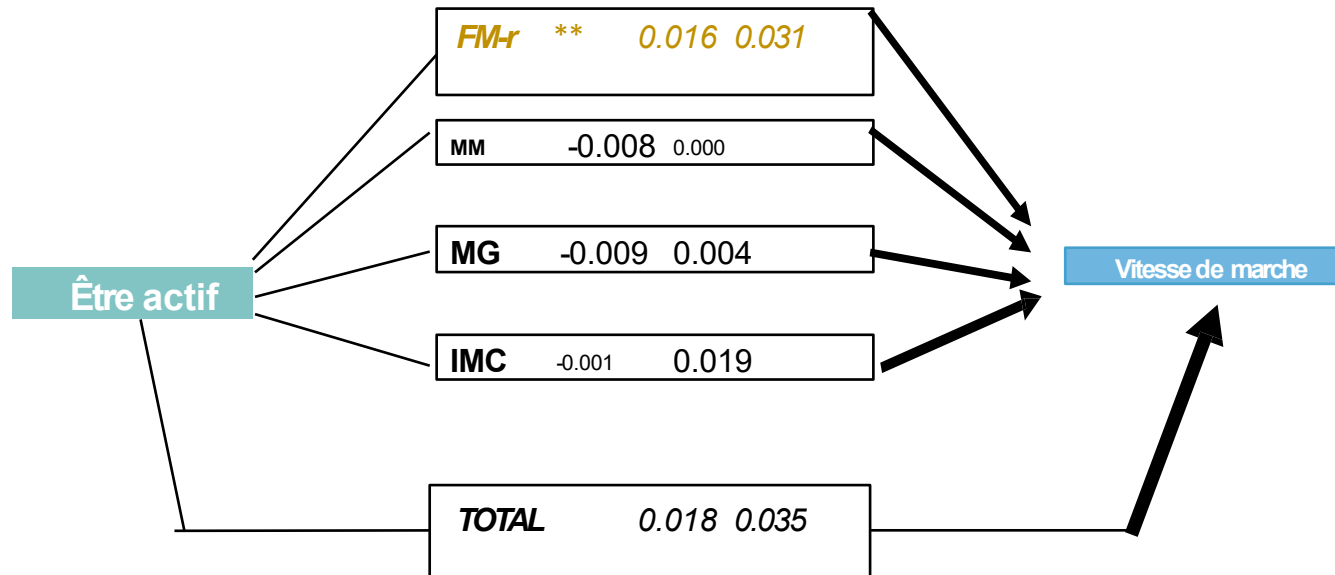 FM-r ** 0.016 0.031
MM -0.008 0.000
MG -0.009 0.004
Être actif
Vitesse de marche
IMC -0.001 0.019
TOTAL 0.018 0.035